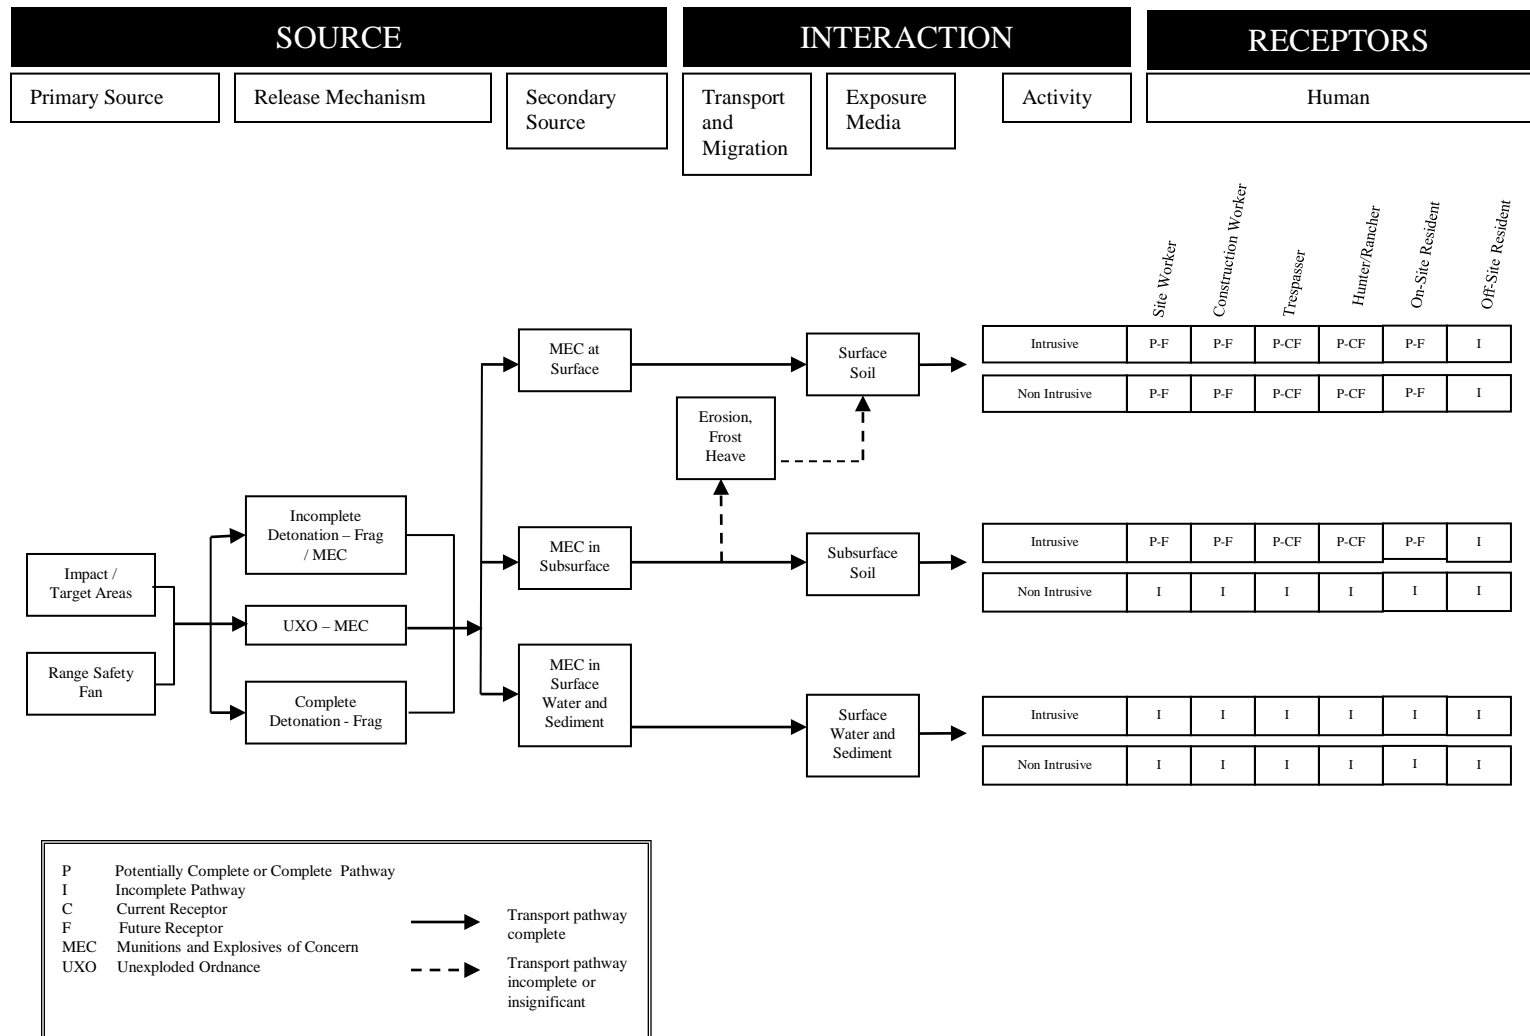 SOURCE
INTERACTION
RECEPTORS
Primary Source
Release Mechanism
Secondary
Source
Transport
and
Migration
Exposure
Media
Activity
Human
Site Worker
Construction Worker
Trespasser
Hunter/Rancher
On-Site Resident
Off-Site Resident
MEC at
Surface
Surface
Soil
Intrusive P-F P-F P-CF P-CF P-F I
Non Intrusive P-F P-F P-CF P-CF P-F I
Erosion,
Frost
Heave
Incomplete
Detonation – Frag
/ MEC
MEC in
Subsurface
Subsurface
Soil
Intrusive P-F P-F P-CF P-CF P-F I
Non Intrusive I I I I I I
Impact /
Target Areas
UXO – MEC
Range Safety
Fan
Complete
Detonation - Frag
MEC in
Surface
Water and
Sediment
Surface
Water and
Sediment
Intrusive I I I I I I
Non Intrusive I I I I I I
P Potentially Complete or Complete Pathway
I Incomplete Pathway
C Current Receptor
F Future Receptor
MEC Munitions and Explosives of Concern
UXO Unexploded Ordnance
Transport pathway
complete
Transport pathway
incomplete or
insignificant